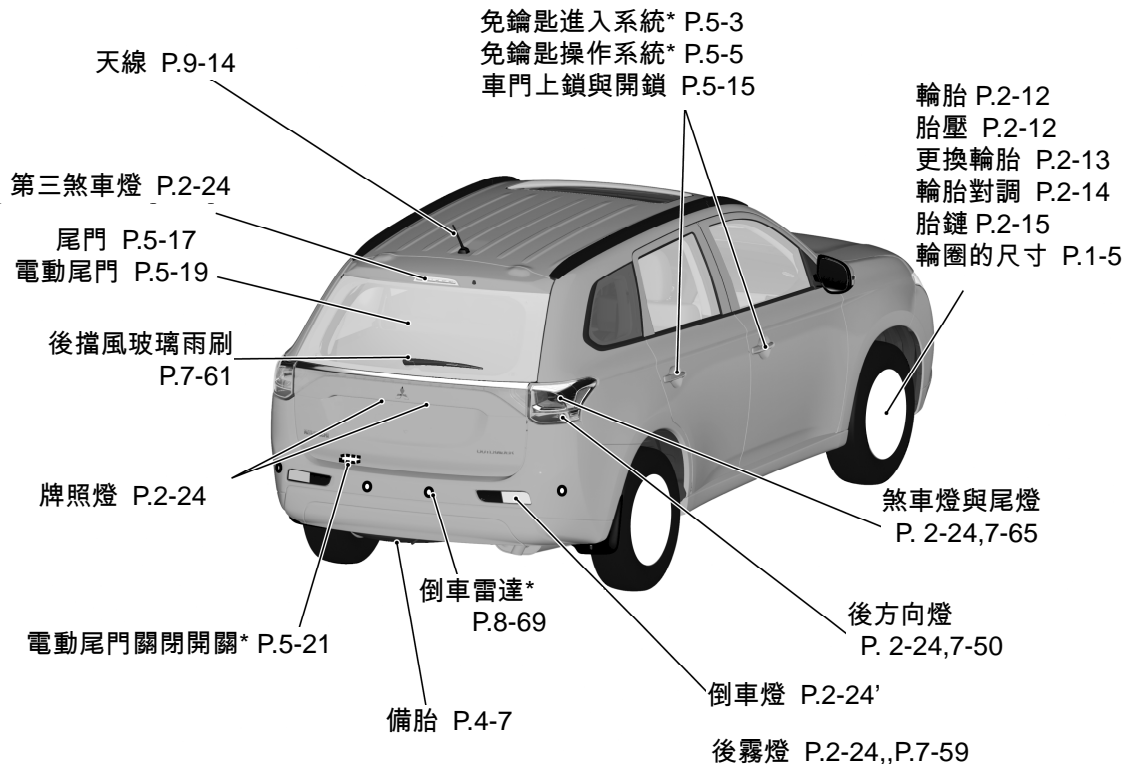 免鑰匙進入系統* P.5-3
免鑰匙操作系統* P.5-5
車門上鎖與開鎖 P.5-15
天線 P.9-14
輪胎 P.2-12
胎壓 P.2-12
更換輪胎 P.2-13
輪胎對調 P.2-14
胎鏈 P.2-15
輪圈的尺寸 P.1-5
第三煞車燈 P.2-24
尾門 P.5-17
電動尾門 P.5-19
後擋風玻璃雨刷
P.7-61
牌照燈 P.2-24
煞車燈與尾燈
P. 2-24,7-65
倒車雷達*
P.8-69
後方向燈
P. 2-24,7-50
電動尾門關閉開關* P.5-21
倒車燈 P.2-24’
備胎 P.4-7
後霧燈 P.2-24,,P.7-59